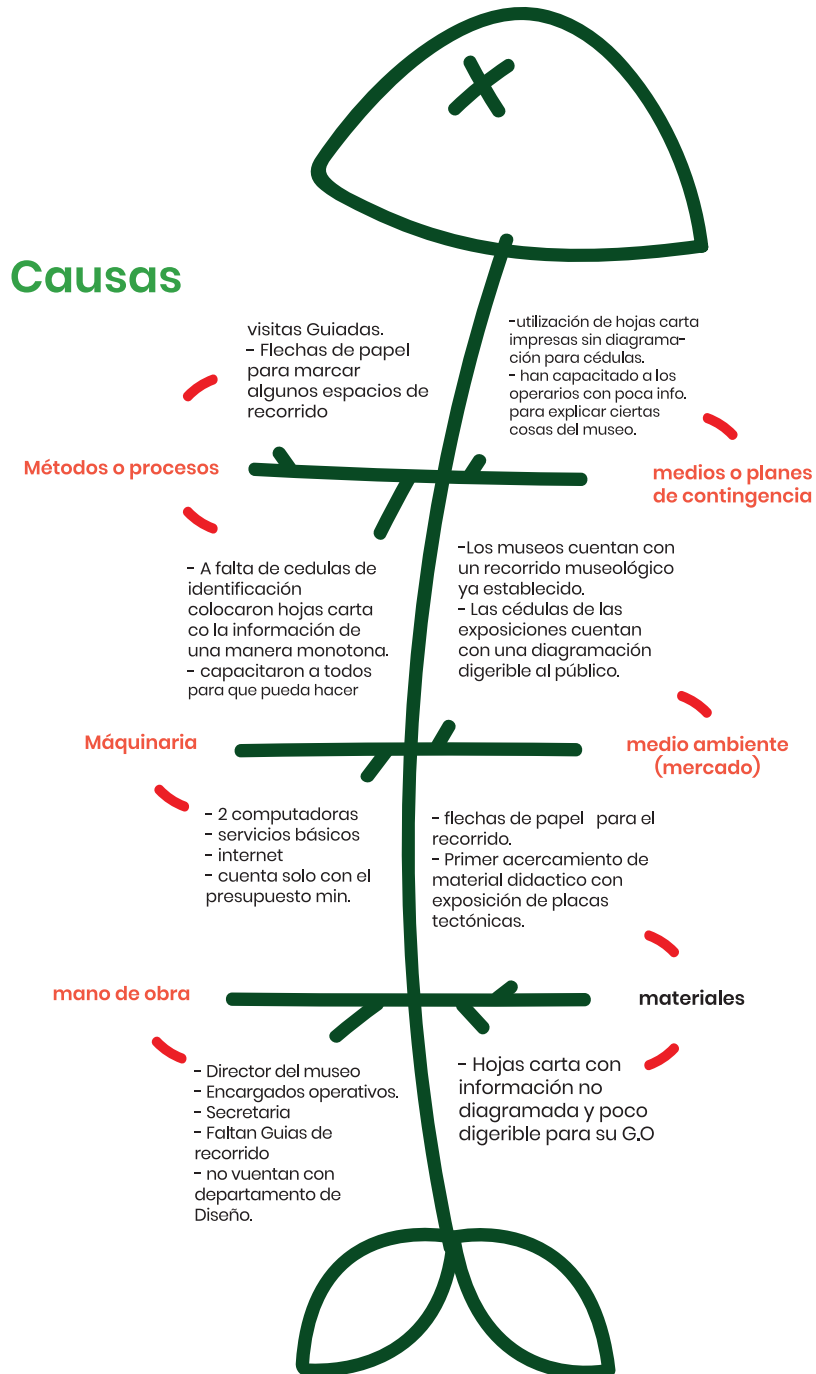 Causas
visitas Guiadas.
- Flechas de papel
para marcar
algunos espacios de
recorrido
-utilización de hojas carta
impresas sin diagrama-
ción para cédulas.
- han capacitado a los
operarios con poca info.
para explicar ciertas
cosas del museo.
Métodos o procesos
medios o planes
de contingencia
- A falta de cedulas de
identificación
colocaron hojas carta
co la información de
una manera monotona.
- capacitaron a todos
para que pueda hacer
-Los museos cuentan con
un recorrido museológico
ya establecido.
- Las cédulas de las
exposiciones cuentan
con una diagramación
digerible al público.
Máquinaria
medio ambiente
(mercado)
- 2 computadoras
- servicios básicos
- internet
- cuenta solo con el
presupuesto min.
- flechas de papel para el
recorrido.
- Primer acercamiento de
material didactico con
exposición de placas
tectónicas.
mano de obra
materiales
- Director del museo
- Encargados operativos.
- Secretaria
- Faltan Guias de
recorrido
- no vuentan con
departamento de
Diseño.
- Hojas carta con
información no
diagramada y poco
digerible para su G.O